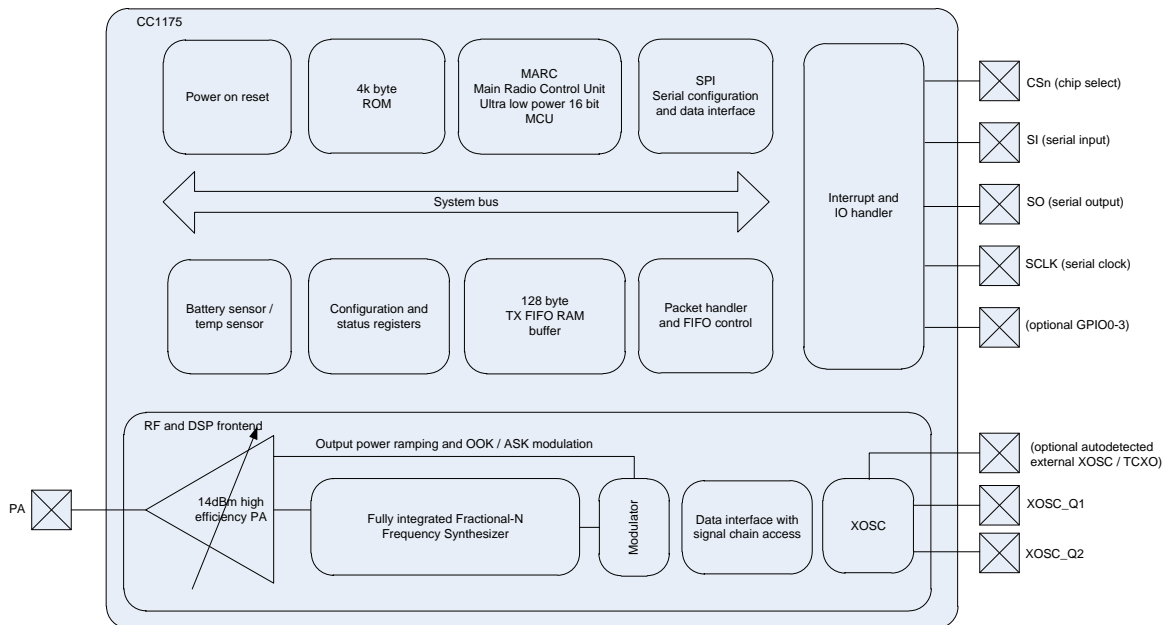 CC1175
Power on reset
4k byte
ROM
MARC
Main Radio Control Unit
Ultra low power 16 bit
MCU
SPI
Serial configuration
and data interface
System bus
Interrupt and
IO handler
CSn (chip select)
SI (serial input)
SO (serial output)
SCLK (serial clock)
(optional GPIO0-3)
Battery sensor /
temp sensor
Configuration and
status registers
128 byte
TX FIFO RAM
buffer
Packet handler
and FIFO control
RF and DSP frontend
Output power ramping and OOK / ASK modulation
PA
14dBm high
efficiency PA
Fully integrated Fractional-N
Frequency Synthesizer
Modulator
Data interface with
signal chain access
XOSC
(optional autodetected
external XOSC / TCXO)
XOSC_Q1
XOSC_Q2